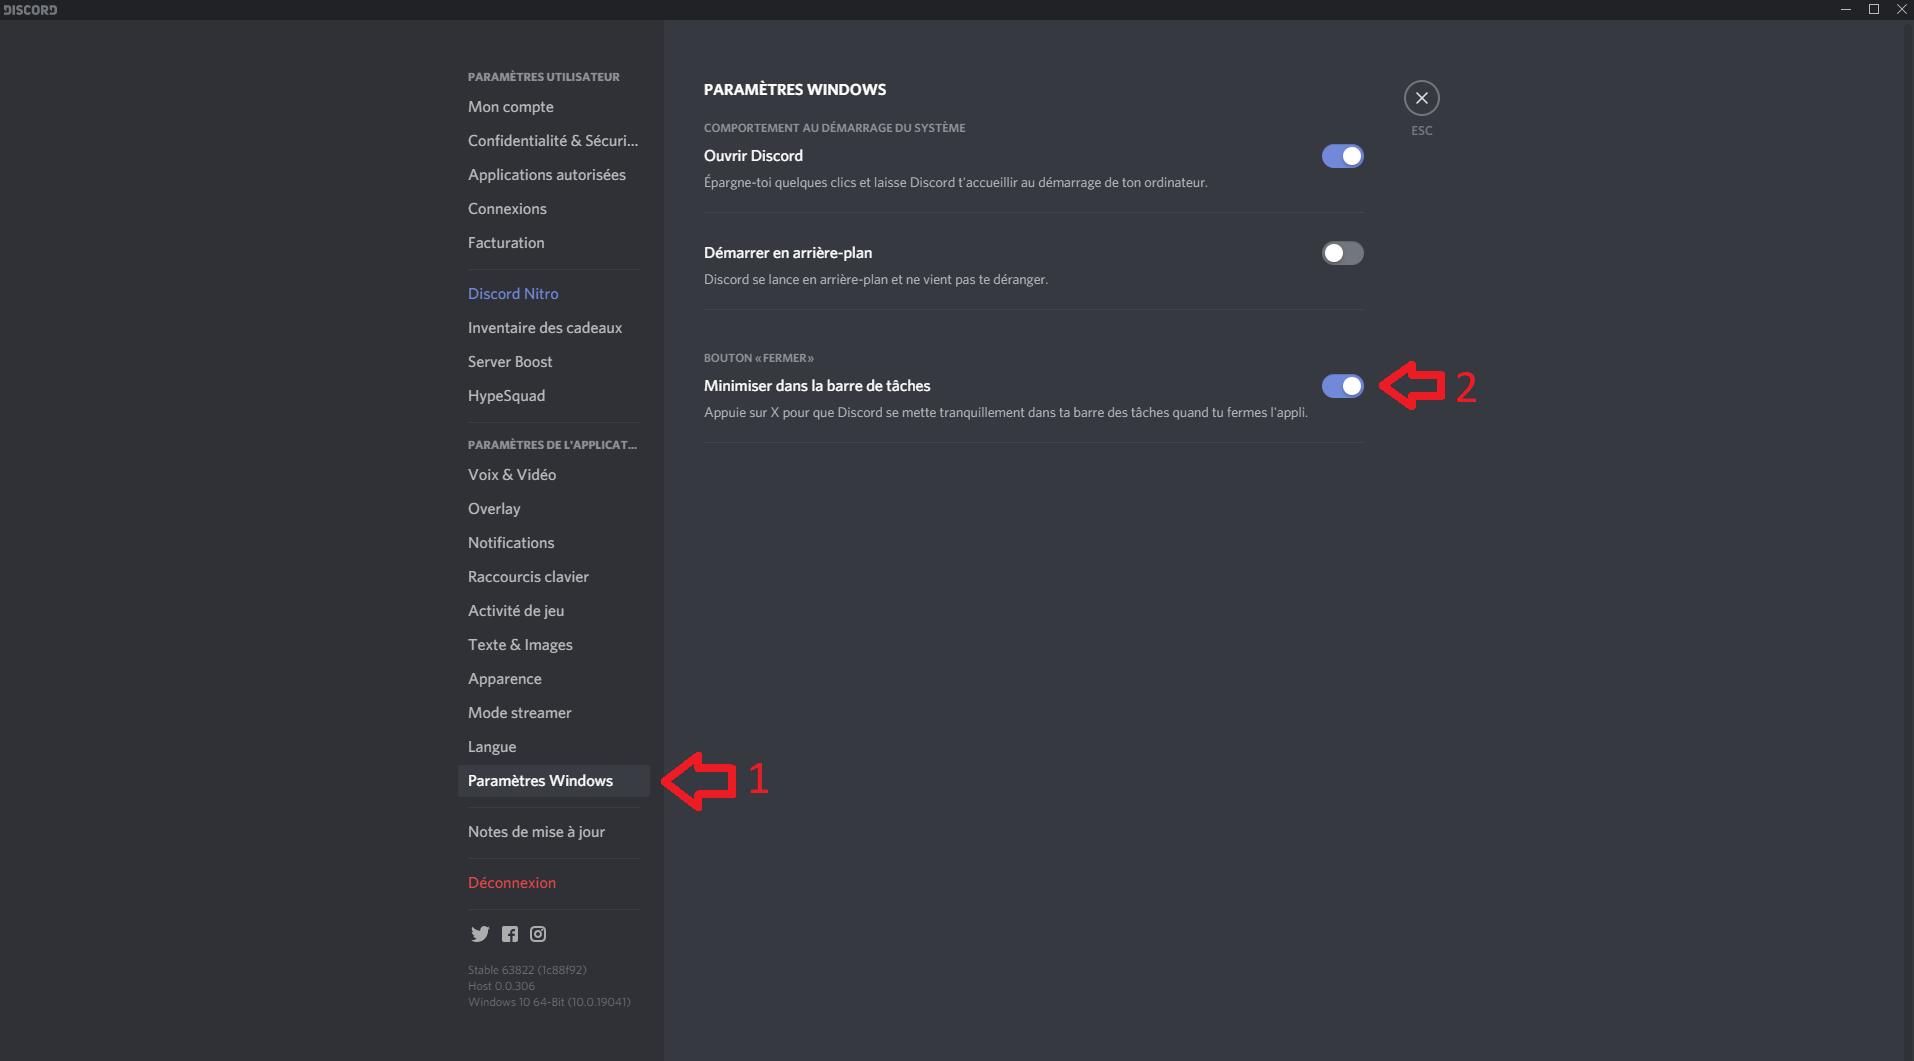 DISCORD
PARAMÈTRES UTILISATEUR
Mon compte
Confidentialité & Sécuri...
Applications autorisées
Connexions
Facturation
Discord Nitro
Inventaire des cadeaux
Server Boost
HypeSquad
PARAMÈTRES DE L'APPLICAT...
Voix & Vidéo
Overlay
Notifications
Raccourcis clavier
Activité de jeu
Texte & Images
Apparence
Mode streamer
Langue
Paramètres Windows
1
Notes de mise à jour
Déconnexion
Stable 63822 (1c88f92)
Host 0.0.306
Windows 10 64-Bit (10.0.19041)
PARAMÈTRES WINDOWS
ESC
COMPORTEMENT AU DÉMARRAGE DU SYSTÈME
Ouvrir Discord
Épargne-toi quelques clics et laisse Discord t'accueillir au démarrage de ton ordinateur.
Démarrer en arrière-plan
Discord se lance en arrière-plan et ne vient pas te déranger.
BOUTON «FERMER»
Minimiser dans la barre de tâches
2
Appuie sur X pour que Discord se mette tranquillement dans ta barre des tâches quand tu fermes l'appli.